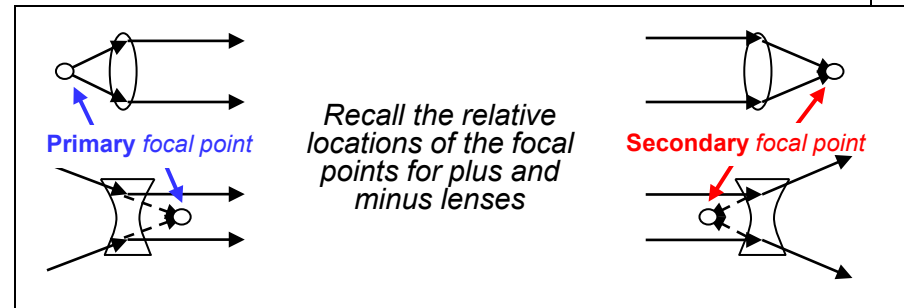 Primary focal point
Recall the relative
locations of the focal
points for plus and
minus lenses
Secondary focal point